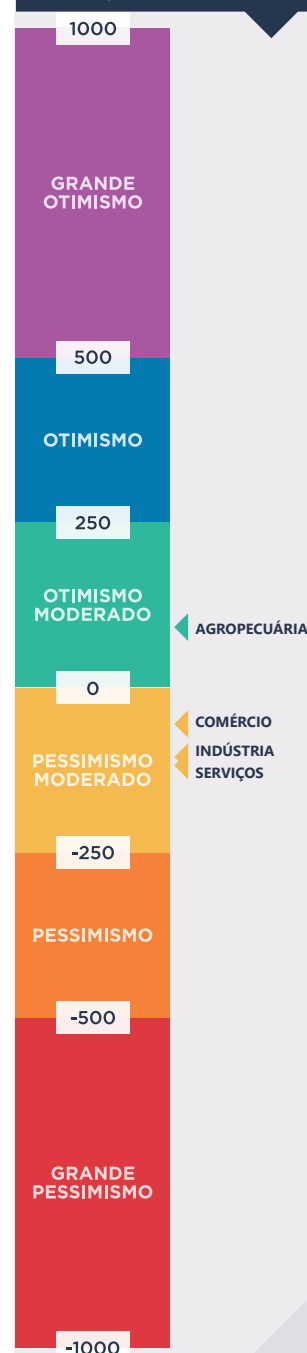 1000
GRANDE
OTIMISMO
500
OTIMISMO
250
OTIMISMO
MODERADO
AGROPECUÁRIA
0
COMÉRCIO
INDÚSTRIA
PESSIMISMO
MODERADO
SERVIÇOS
-250
PESSIMISMO
-500
GRANDE
PESSIMISMO
-1000